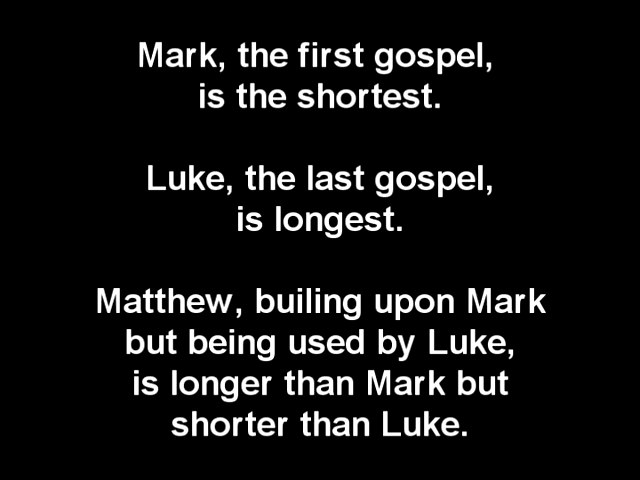 Mark, the first gospel,
is the shortest.
Luke, the last gospel,
is longest.
Matthew, builing upon Mark
but being used by Luke,
is longer than Mark but
shorter than Luke.